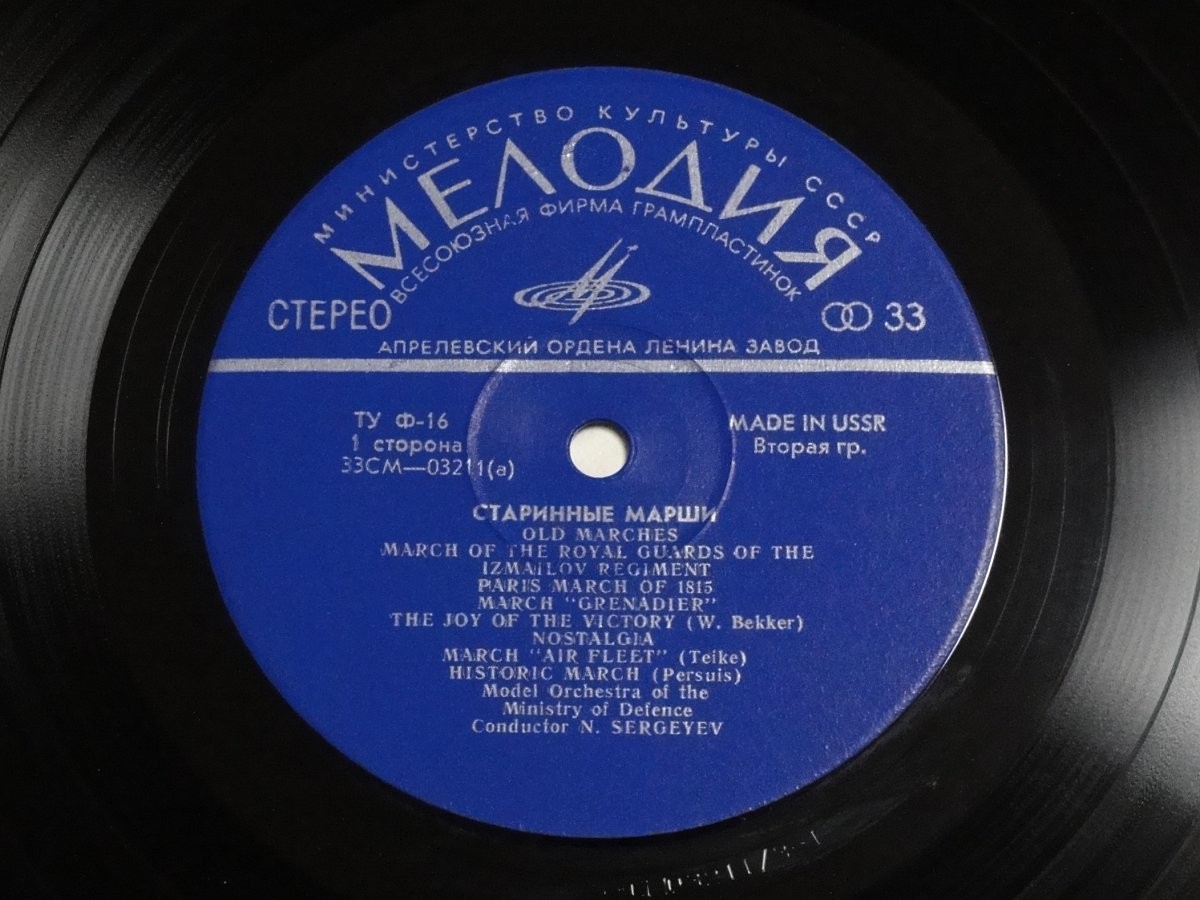 МИНИСТЕРСТВО КУЛЬТУРЫ СССР
МЕЛОДИЯ
ВСЕСОЮЗНАЯ ФИРМА ГРАМПЛАСТИНОК
СТЕРЕО
33
АПРЕЛЕВСКИЙ ОРДЕНА ЛЕНИНА ЗАВОД
ТУ Ф-16
1 сторона
33СМ—03211(а)
MADE IN USSR
Вторая гр.
СТАРИННЫЕ МАРШИ
OLD MARCHES
MARCH OF THE ROYAL GUARDS OF THE
IZMAILOV REGIMENT
PARIS MARCH OF 1815
MARCH "GRENADIER"
THE JOY OF THE VICTORY (W. Bekker)
NOSTALGIA
MARCH "AIR FLEET" (Teike)
HISTORIC MARCH (Persuis)
Model Orchestra of the
Ministry of Defence
Conductor N. SERGEYEV